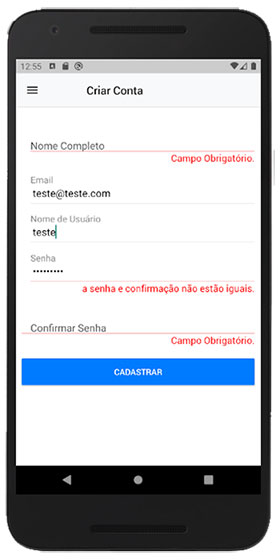 12:55
Criar Conta
Nome Completo
Campo Obrigatório.
Email
teste@teste.com
Nome de Usuário
teste
Senha
•••••••••
a senha e confirmação não estão iguais.
Confirmar Senha
Campo Obrigatório.
CADASTRAR